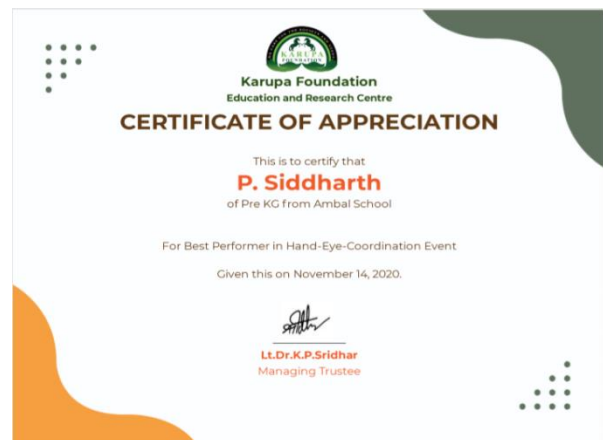 KARUPA
FOUNDATION
Karupa Foundation
Education and Research Centre
CERTIFICATE OF APPRECIATION
This is to certify that
P. Siddharth
of Pre KG from Ambal School
For Best Performer in Hand-Eye-Coordination Event
Given this on November 14, 2020.
Lt.Dr.K.P.Sridhar
Managing Trustee